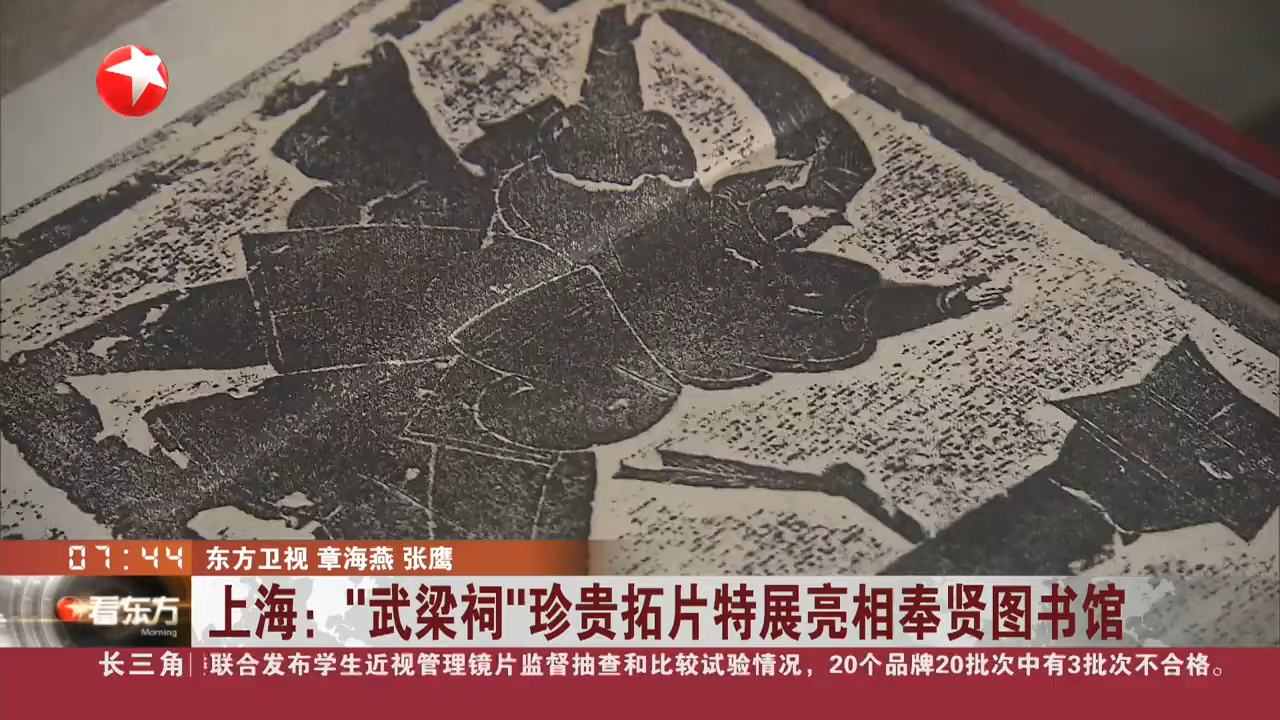 07:44 东方卫视 章海燕 张鹰
看东方
Morning
上海："武梁祠"珍贵拓片特展亮相奉贤图书馆
长三角 联合发布学生近视管理镜片监督抽查和比较试验情况，20个品牌20批次中有3批次不合格。